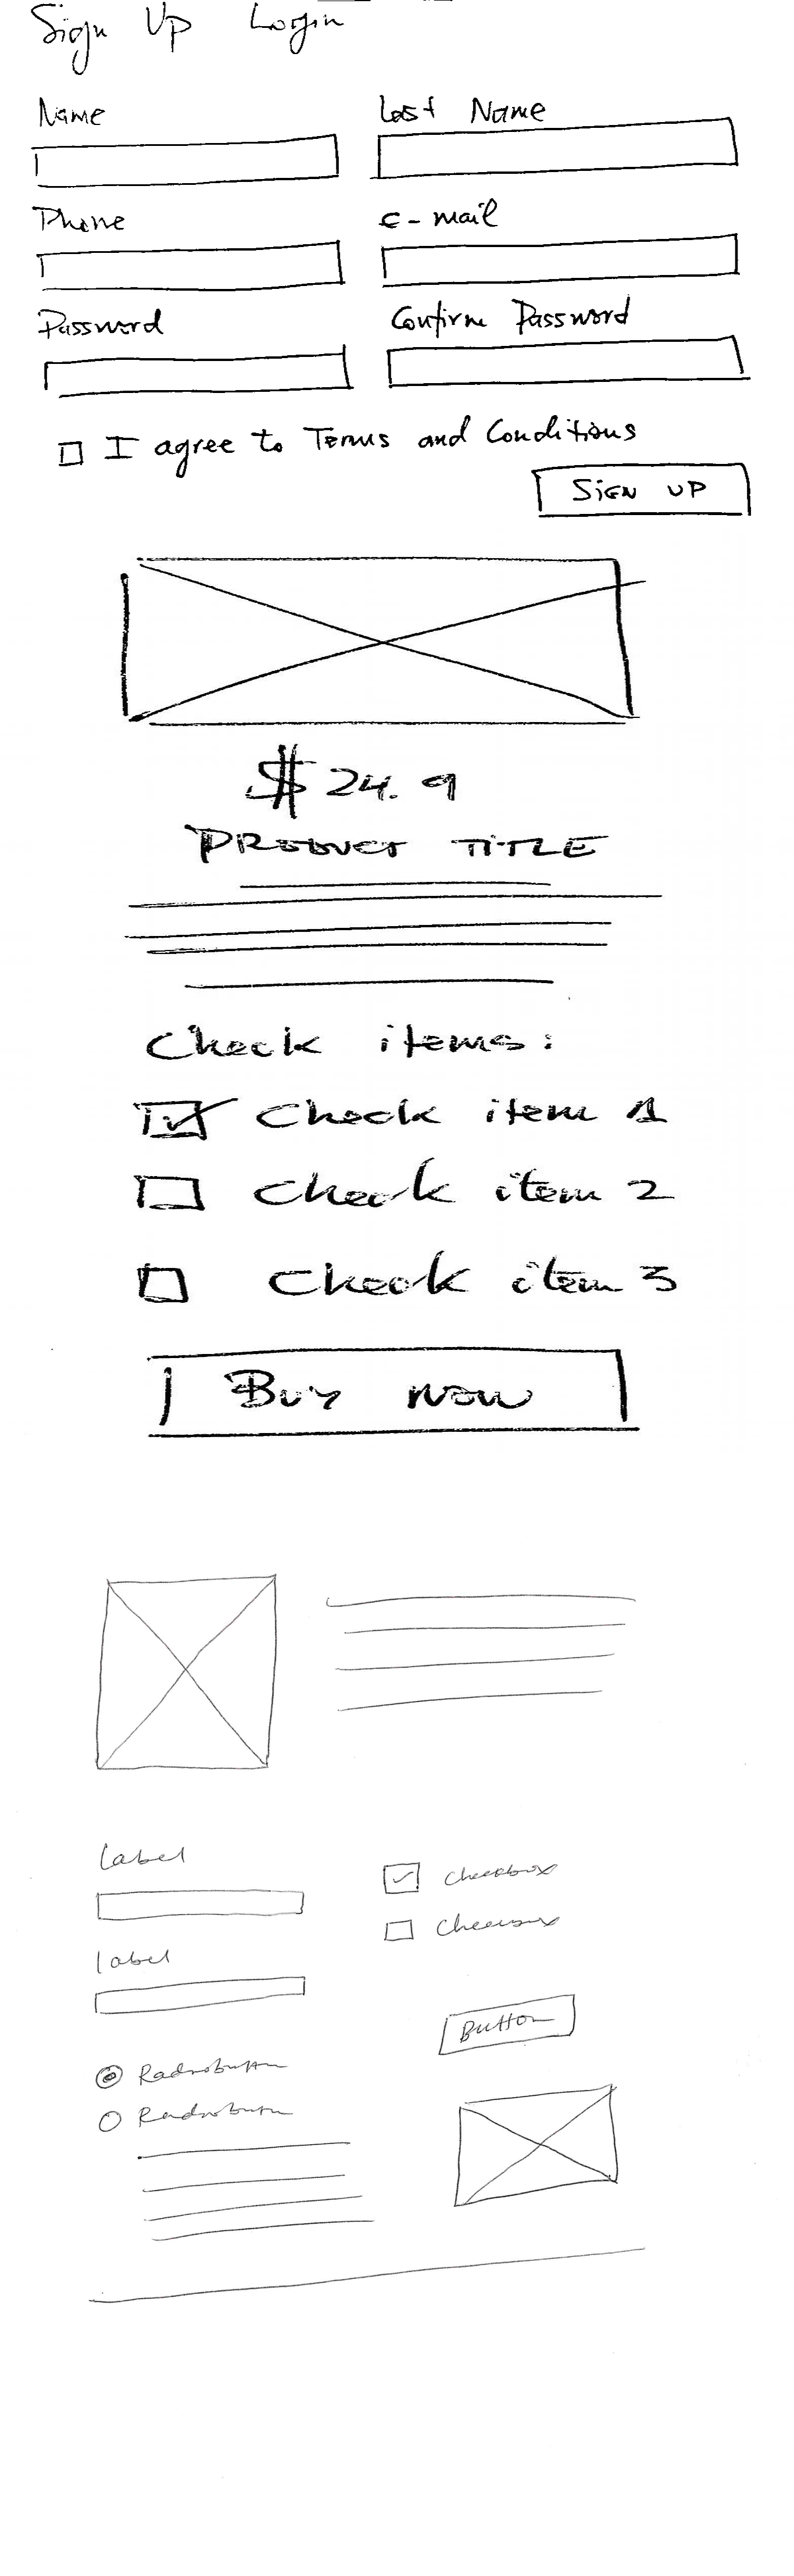 Sign Up Login
Name Last Name
Phone e-mail
Password Confirm Password
I agree to Terms and Conditions
SIGN UP
$ 24.9
PRODUCT TITLE
Check items:
Check item 1
Check item 2
Check item 3
Buy now
Label
Checkbox
Checkbox
label
Button
Radiobutton
Radiobutton